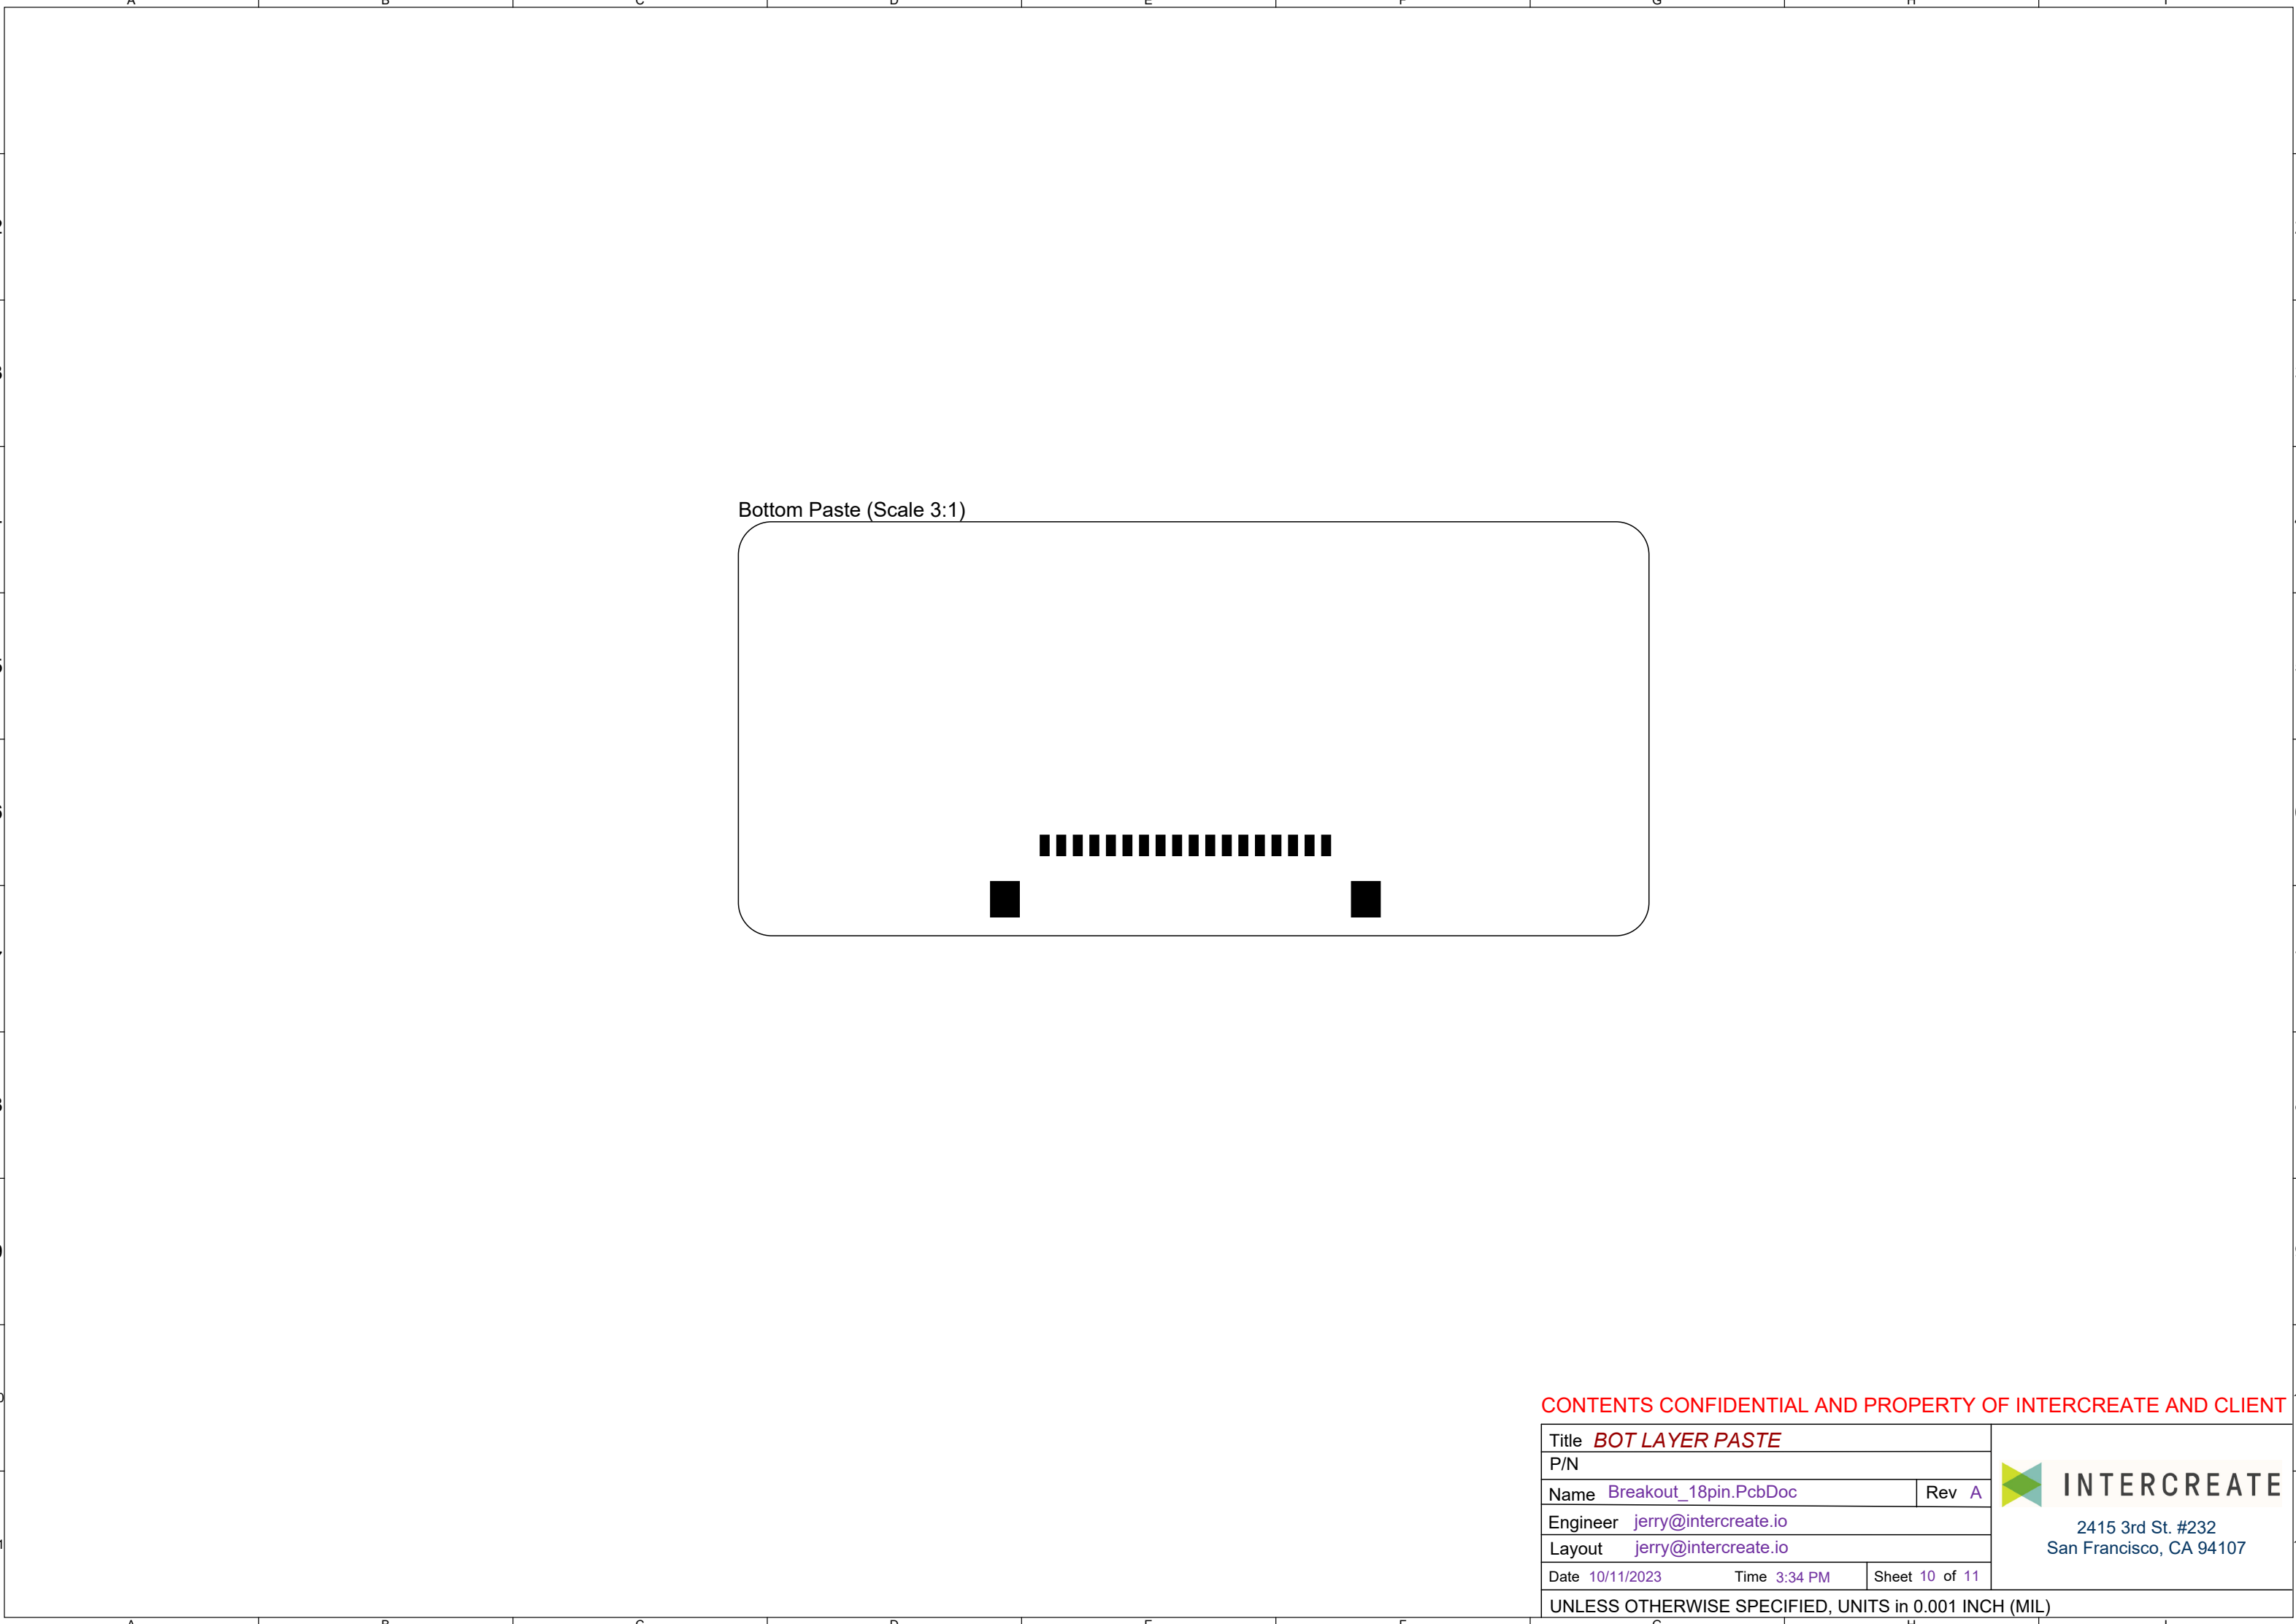 A B C D E F G H I
Bottom Paste (Scale 3:1)
CONTENTS CONFIDENTIAL AND PROPERTY OF INTERCREATE AND CLIENT
Title BOT LAYER PASTE
P/N
Name Breakout_18pin.PcbDoc Rev A
Engineer jerry@intercreate.io
Layout jerry@intercreate.io
Date 10/11/2023 Time 3:34 PM Sheet 10 of 11
UNLESS OTHERWISE SPECIFIED, UNITS in 0.001 INCH (MIL)
INTERCREATE
2415 3rd St. #232
San Francisco, CA 94107